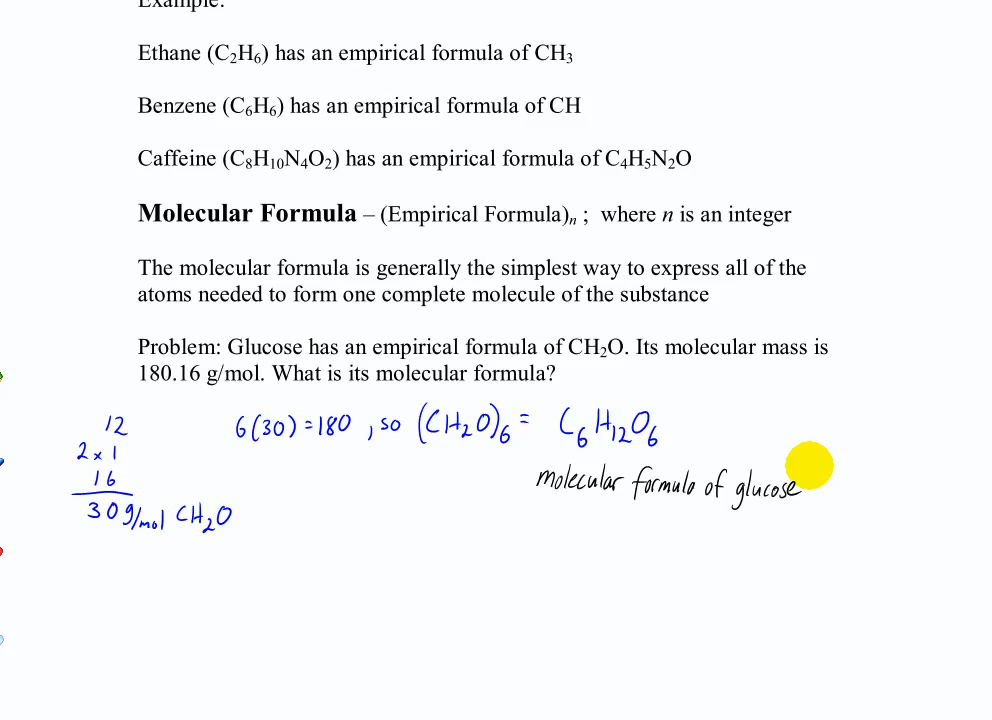 Example:
Ethane (C₂H₆) has an empirical formula of CH₃
Benzene (C₆H₆) has an empirical formula of CH
Caffeine (C₈H₁₀N₄O₂) has an empirical formula of C₄H₅N₂O
Molecular Formula – (Empirical Formula)ₙ ; where n is an integer
The molecular formula is generally the simplest way to express all of the
atoms needed to form one complete molecule of the substance
Problem: Glucose has an empirical formula of CH₂O. Its molecular mass is
180.16 g/mol. What is its molecular formula?
12
2 x 1
16
30 g/mol CH₂O
6(30) = 180 , so (CH₂O)₆ = C₆H₁₂O₆
molecular formula of glucose